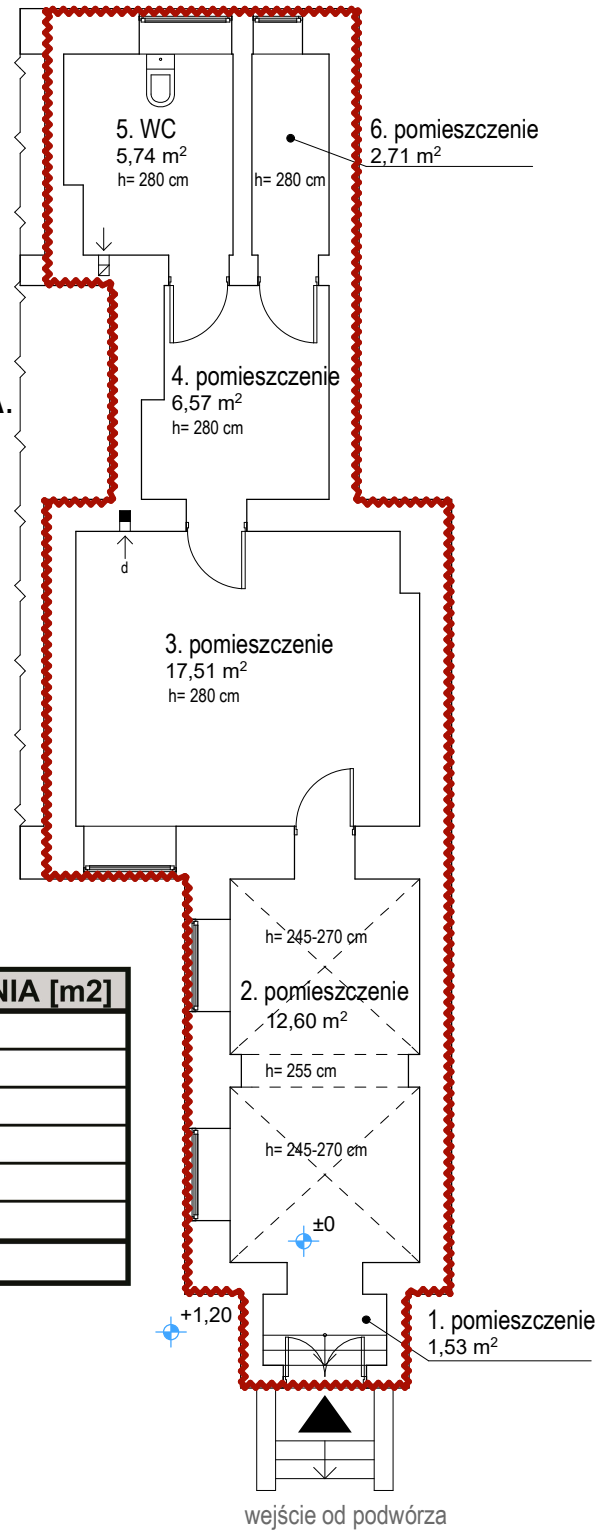 5. WC
5,74 m²
h= 280 cm
6. pomieszczenie
2,71 m²
h= 280 cm
4. pomieszczenie
6,57 m²
h= 280 cm
A.
d
3. pomieszczenie
17,51 m²
h= 280 cm
h= 245-270 cm
2. pomieszczenie
12,60 m²
h= 255 cm
h= 245-270 cm
NIA [m2]
±0
+1,20
1. pomieszczenie
1,53 m²
wejście od podwórza